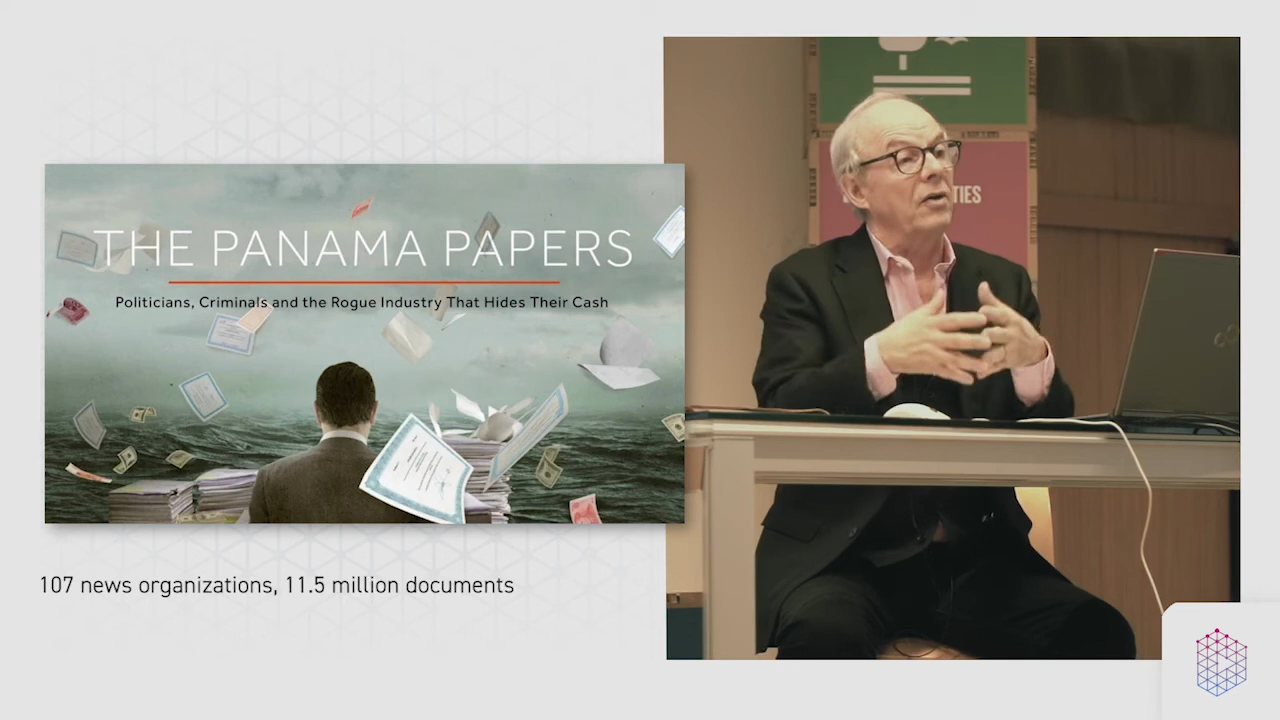 THE PANAMA PAPERS
Politicians, Criminals and the Rogue Industry That Hides Their Cash
107 news organizations, 11.5 million documents
TIES